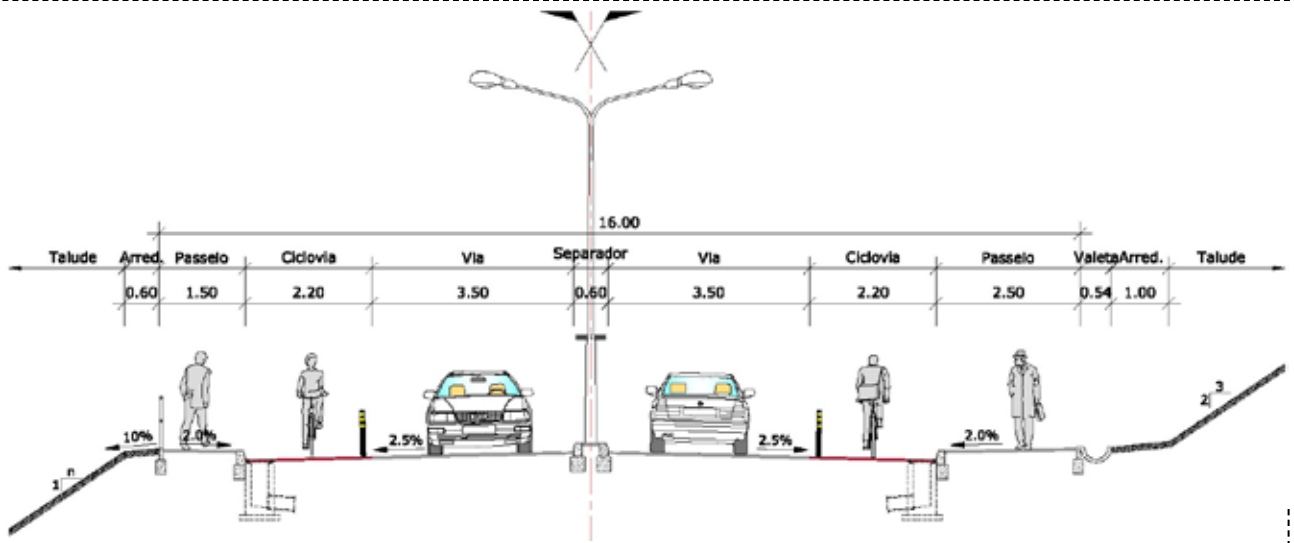 16.00
Talude Arred. Passeio Ciclovia Via Separador Via Ciclovia Passeio Valeta Arred. Talude
0.60 1.50 2.20 3.50 0.60 3.50 2.20 2.50 0.54 1.00
3
2
10% 2.0% 2.5% 2.5% 2.0%
n
1